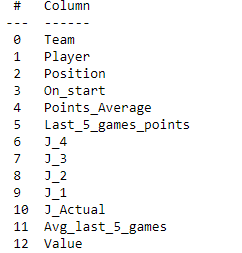 # Column
--- ------
0 Team
1 Player
2 Position
3 On_start
4 Points_Average
5 Last_5_games_points
6 J_4
7 J_3
8 J_2
9 J_1
10 J_Actual
11 Avg_last_5_games
12 Value